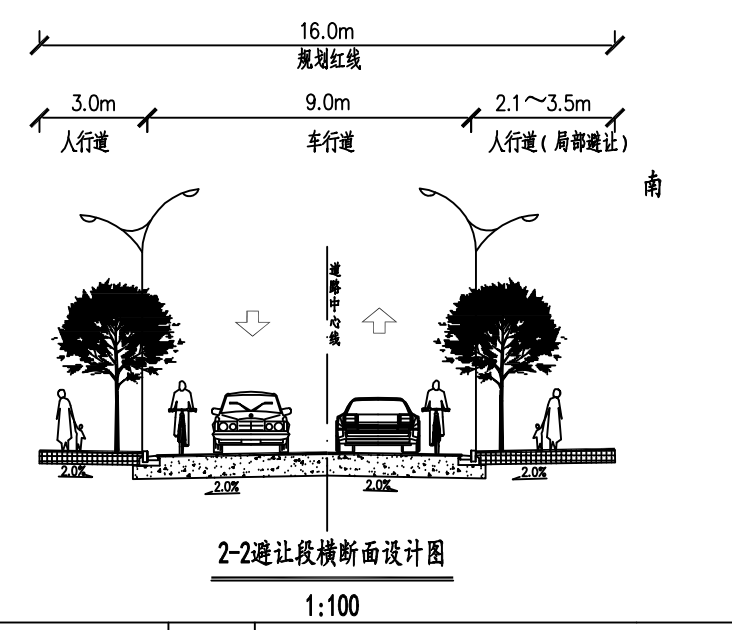 16.0m
规划红线
3.0m
9.0m
2.1～3.5m
人行道
车行道
人行道(局部避让)
南
道路中心线
2.0%
2.0%
2.0%
2.0%
2-2避让段横断面设计图
1:100